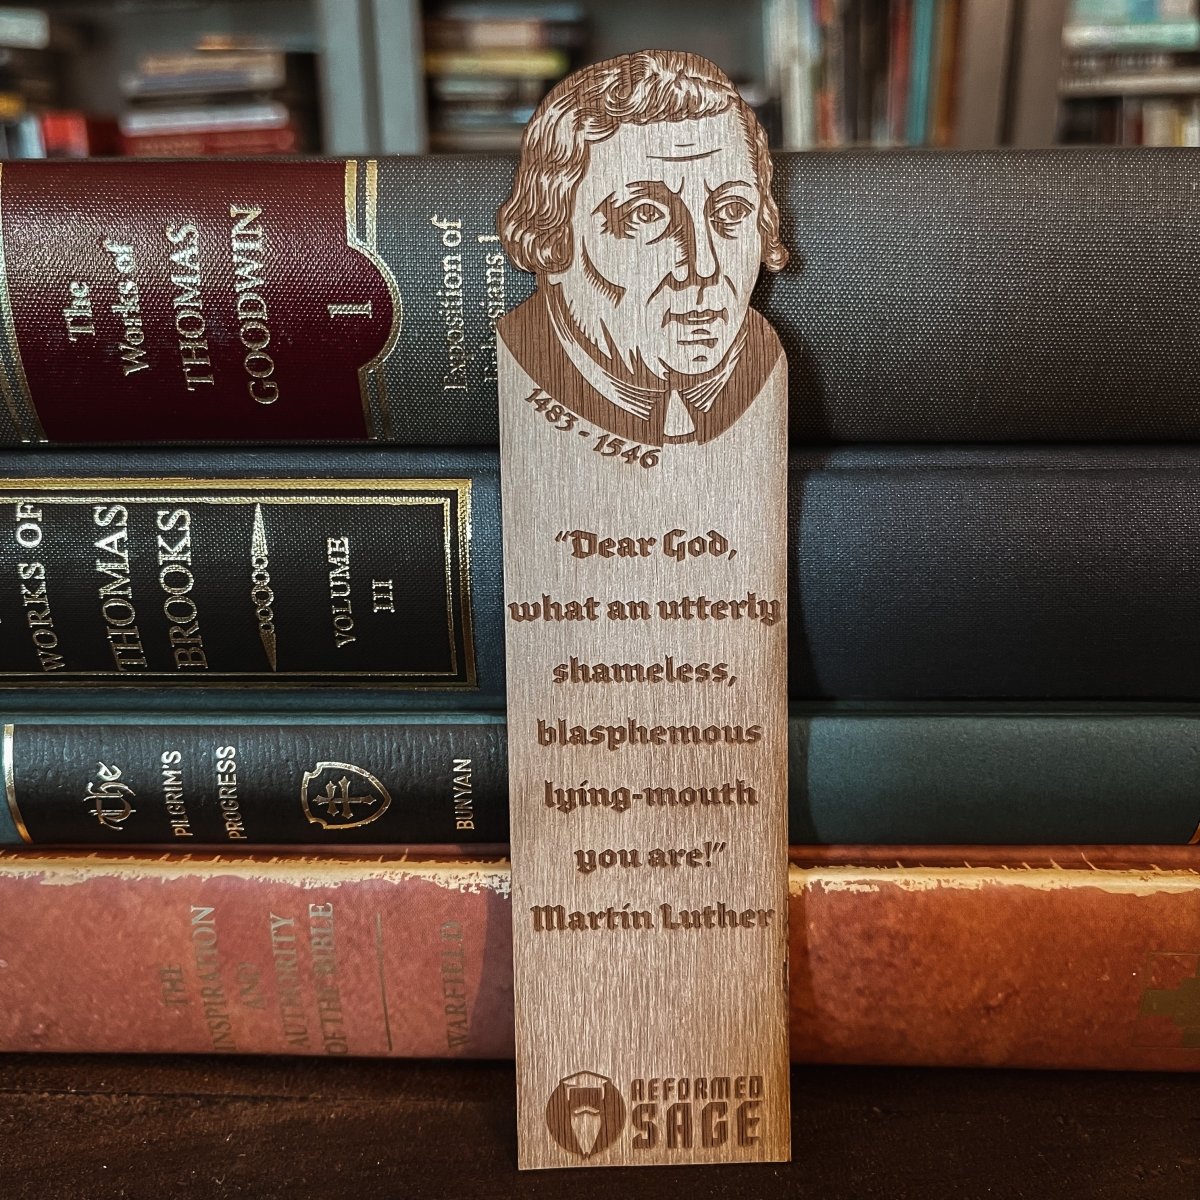 The
Works of
THOMAS
GOODWIN
1
Exposition of
1
WORKS OF
THOMAS
BROOKS
VOLUME
III
The
PILGRIM'S
PROGRESS
BUNYAN
THE
INSPIRATION
AND
AUTHORITY
OF THE BIBLE
WARFIELD
1483 - 1546
“Dear God,
what an utterly
shameless,
blasphemous
lying-mouth
you are!”
Martin Luther
REFORMED
SAGE